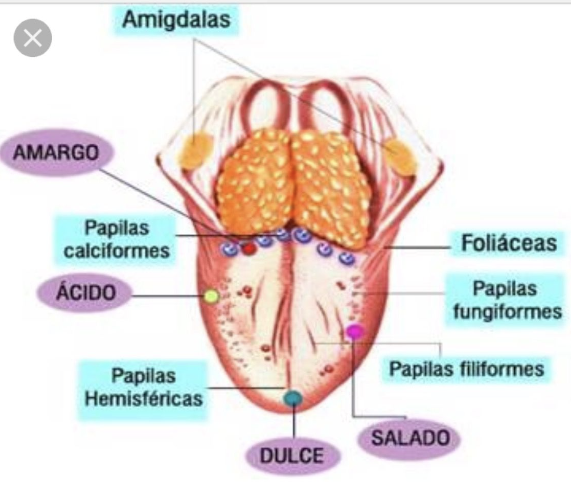 Amigdalas
AMARGO
Papilas
calciformes
Foliáceas
ÁCIDO
Papilas
fungiformes
Papilas filiformes
Papilas
Hemisféricas
SALADO
DULCE